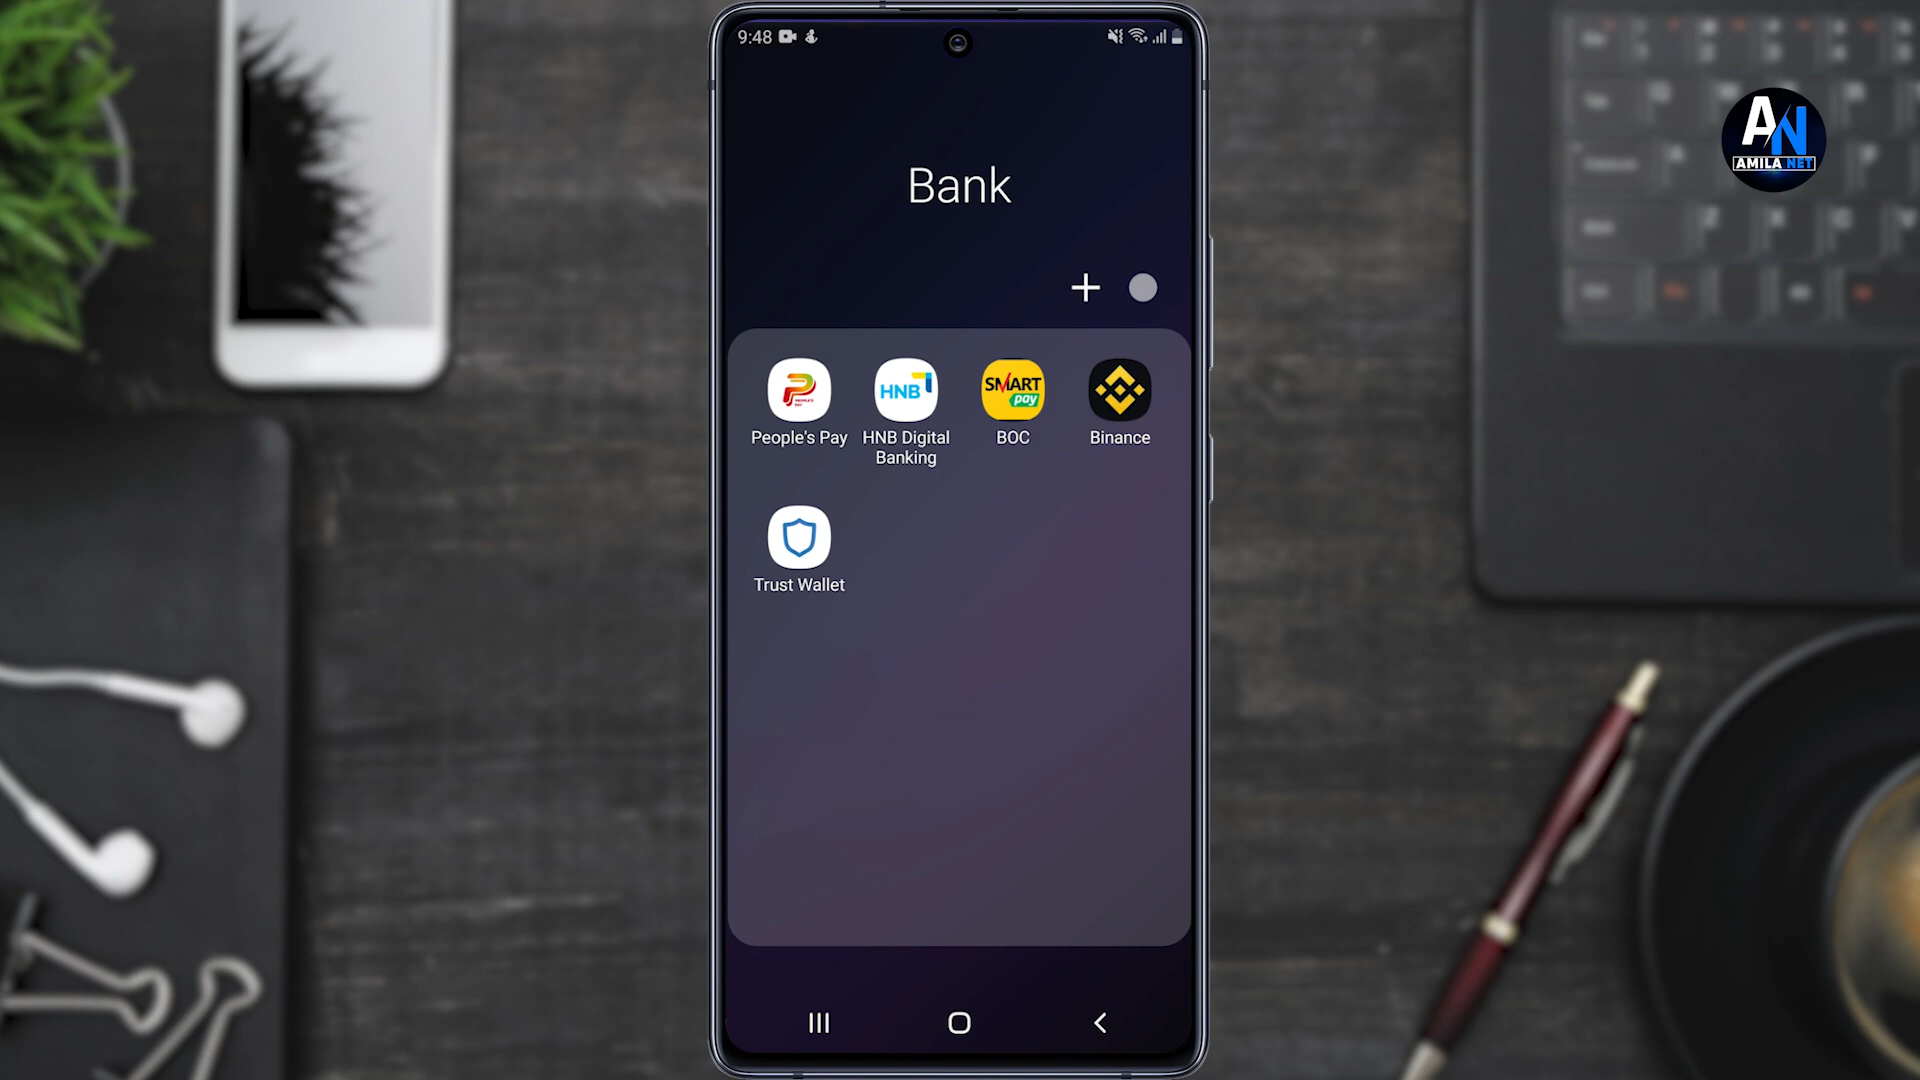 9:48
AN
AMILA NET
Bank
People's Pay
HNB Digital
Banking
BOC
Binance
Trust Wallet
HNB
SMART
pay